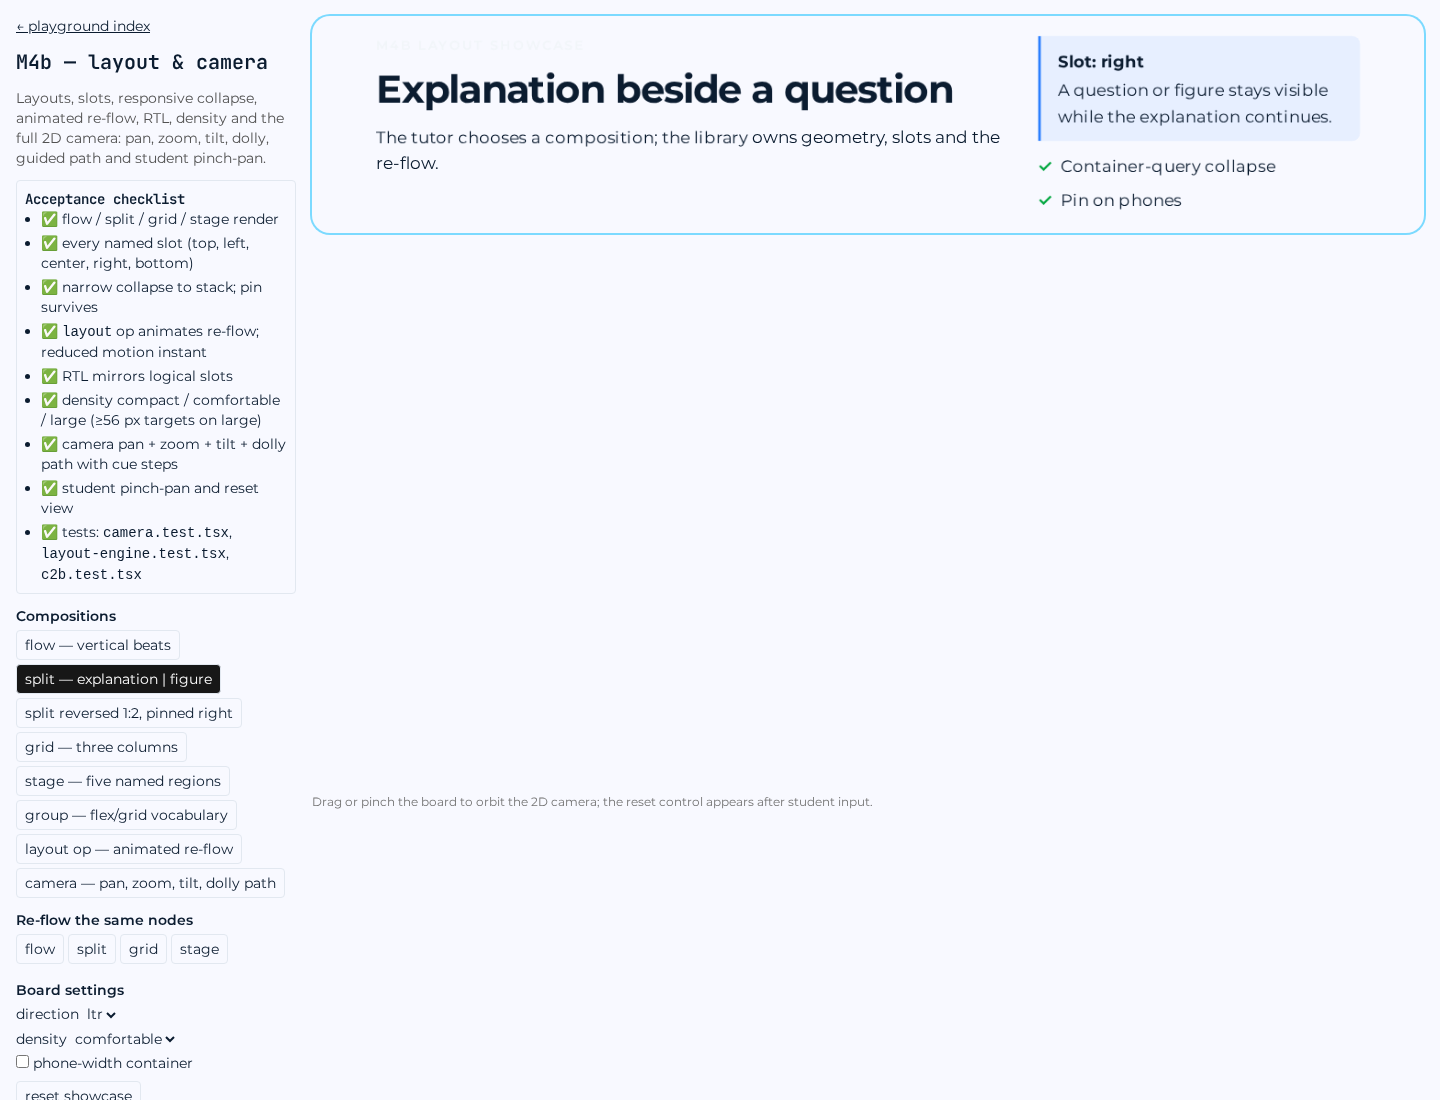 ← playground index
M4b — layout & camera
Layouts, slots, responsive collapse,
animated re-flow, RTL, density and the
full 2D camera: pan, zoom, tilt, dolly,
guided path and student pinch-pan.
Acceptance checklist
✅ flow / split / grid / stage render
✅ every named slot (top, left,
center, right, bottom)
✅ narrow collapse to stack; pin
survives
✅ layout op animates re-flow;
reduced motion instant
✅ RTL mirrors logical slots
✅ density compact / comfortable
/ large (≥56 px targets on large)
✅ camera pan + zoom + tilt + dolly
path with cue steps
✅ student pinch-pan and reset
view
✅ tests: camera.test.tsx,
layout-engine.test.tsx,
c2b.test.tsx
Compositions
flow — vertical beats
split — explanation | figure
split reversed 1:2, pinned right
grid — three columns
stage — five named regions
group — flex/grid vocabulary
layout op — animated re-flow
camera — pan, zoom, tilt, dolly path
Re-flow the same nodes
flow split grid stage
Board settings
direction ltr
density comfortable
phone-width container
reset showcase
M4B LAYOUT SHOWCASE
Explanation beside a question
The tutor chooses a composition; the library owns geometry, slots and the
re-flow.
Slot: right
A question or figure stays visible
while the explanation continues.
Container-query collapse
Pin on phones
Drag or pinch the board to orbit the 2D camera; the reset control appears after student input.